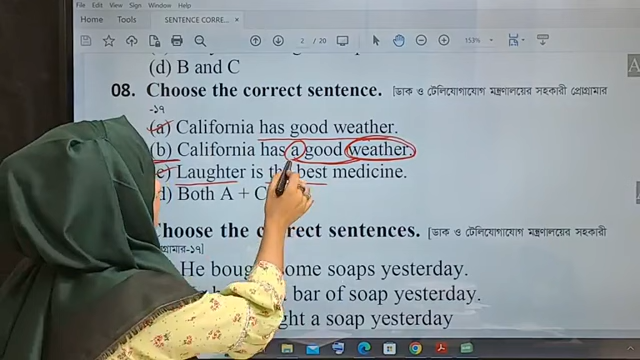 File Edit View Sign Window Help
Home Tools SENTENCE CORRE... ×
2 / 20 153%
(d) B and C
08. Choose the correct sentence. [ডাক ও টেলিযোগাযোগ মন্ত্রণালয়ের সহকারী প্রোগ্রামার
-১৭
(a) California has good weather.
(b) California has a good weather.
(c) Laughter is the best medicine.
(d) Both A + C
Choose the correct sentences. [ডাক ও টেলিযোগাযোগ মন্ত্রণালয়ের সহকারী
প্রোগ্রামার-১৭]
He bought some soaps yesterday.
bar of soap yesterday.
a soap yesterday